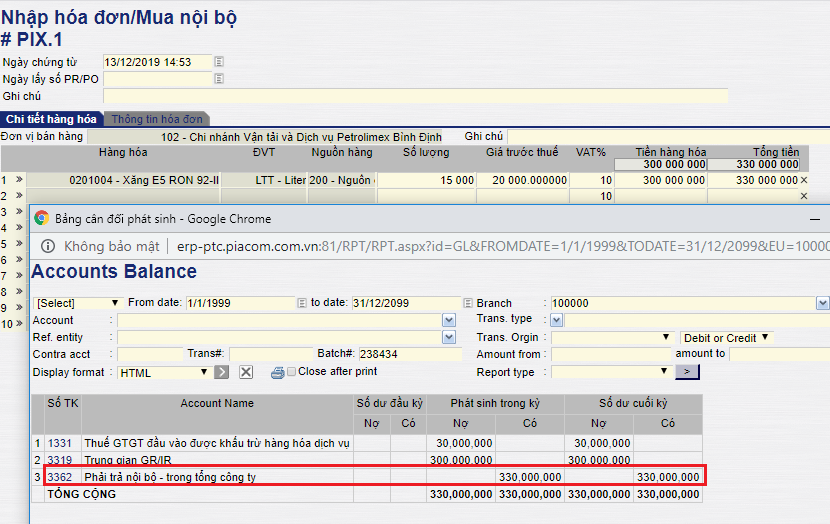 Nhập hóa đơn/Mua nội bộ
# PIX.1
Ngày chứng từ 13/12/2019 14:53
Ngày lấy số PR/PO
Ghi chú
Chi tiết hàng hóa Thông tin hóa đơn
Đơn vị bán hàng 102 - Chi nhánh Vận tải và Dịch vụ Petrolimex Bình Định Ghi chú
Hàng hóa ĐVT Nguồn hàng Số lượng Giá trước thuế VAT% Tiền hàng hóa Tổng tiền
300 000 000 330 000 000
1 » 0201004 - Xăng E5 RON 92-II LTT - Liter 200 - Nguồn 15 000 20 000.000000 10 300 000 000 330 000 000 ×
2 » 10 ×
3 »
4 »
5 »
6 »
7 »
8 »
9 »
10 »
Bảng cân đối phát sinh - Google Chrome
Không bảo mật | erp-ptc.piacom.com.vn:81/RPT/RPT.aspx?id=GL&FROMDATE=1/1/1999&TODATE=31/12/2099&EU=10000
Accounts Balance
[Select] From date: 1/1/1999 to date: 31/12/2099 Branch : 100000
Account : Trans. type :
Ref. entity : Trans. Orgin : Debit or Credit
Contra acct : Trans#: Batch#: 238434 Amount from : amount to
Display format : HTML > Close after print Report type : >
Số TK Account Name Số dư đầu kỳ Phát sinh trong kỳ Số dư cuối kỳ
Nợ Có Nợ Có Nợ Có
1 1331 Thuế GTGT đầu vào được khấu trừ hàng hóa dịch vụ 30,000,000 30,000,000
2 3319 Trung gian GR/IR 300,000,000 300,000,000
3 3362 Phải trả nội bộ - trong tổng công ty 330,000,000 330,000,000
TỔNG CỘNG 330,000,000 330,000,000 330,000,000 330,000,000